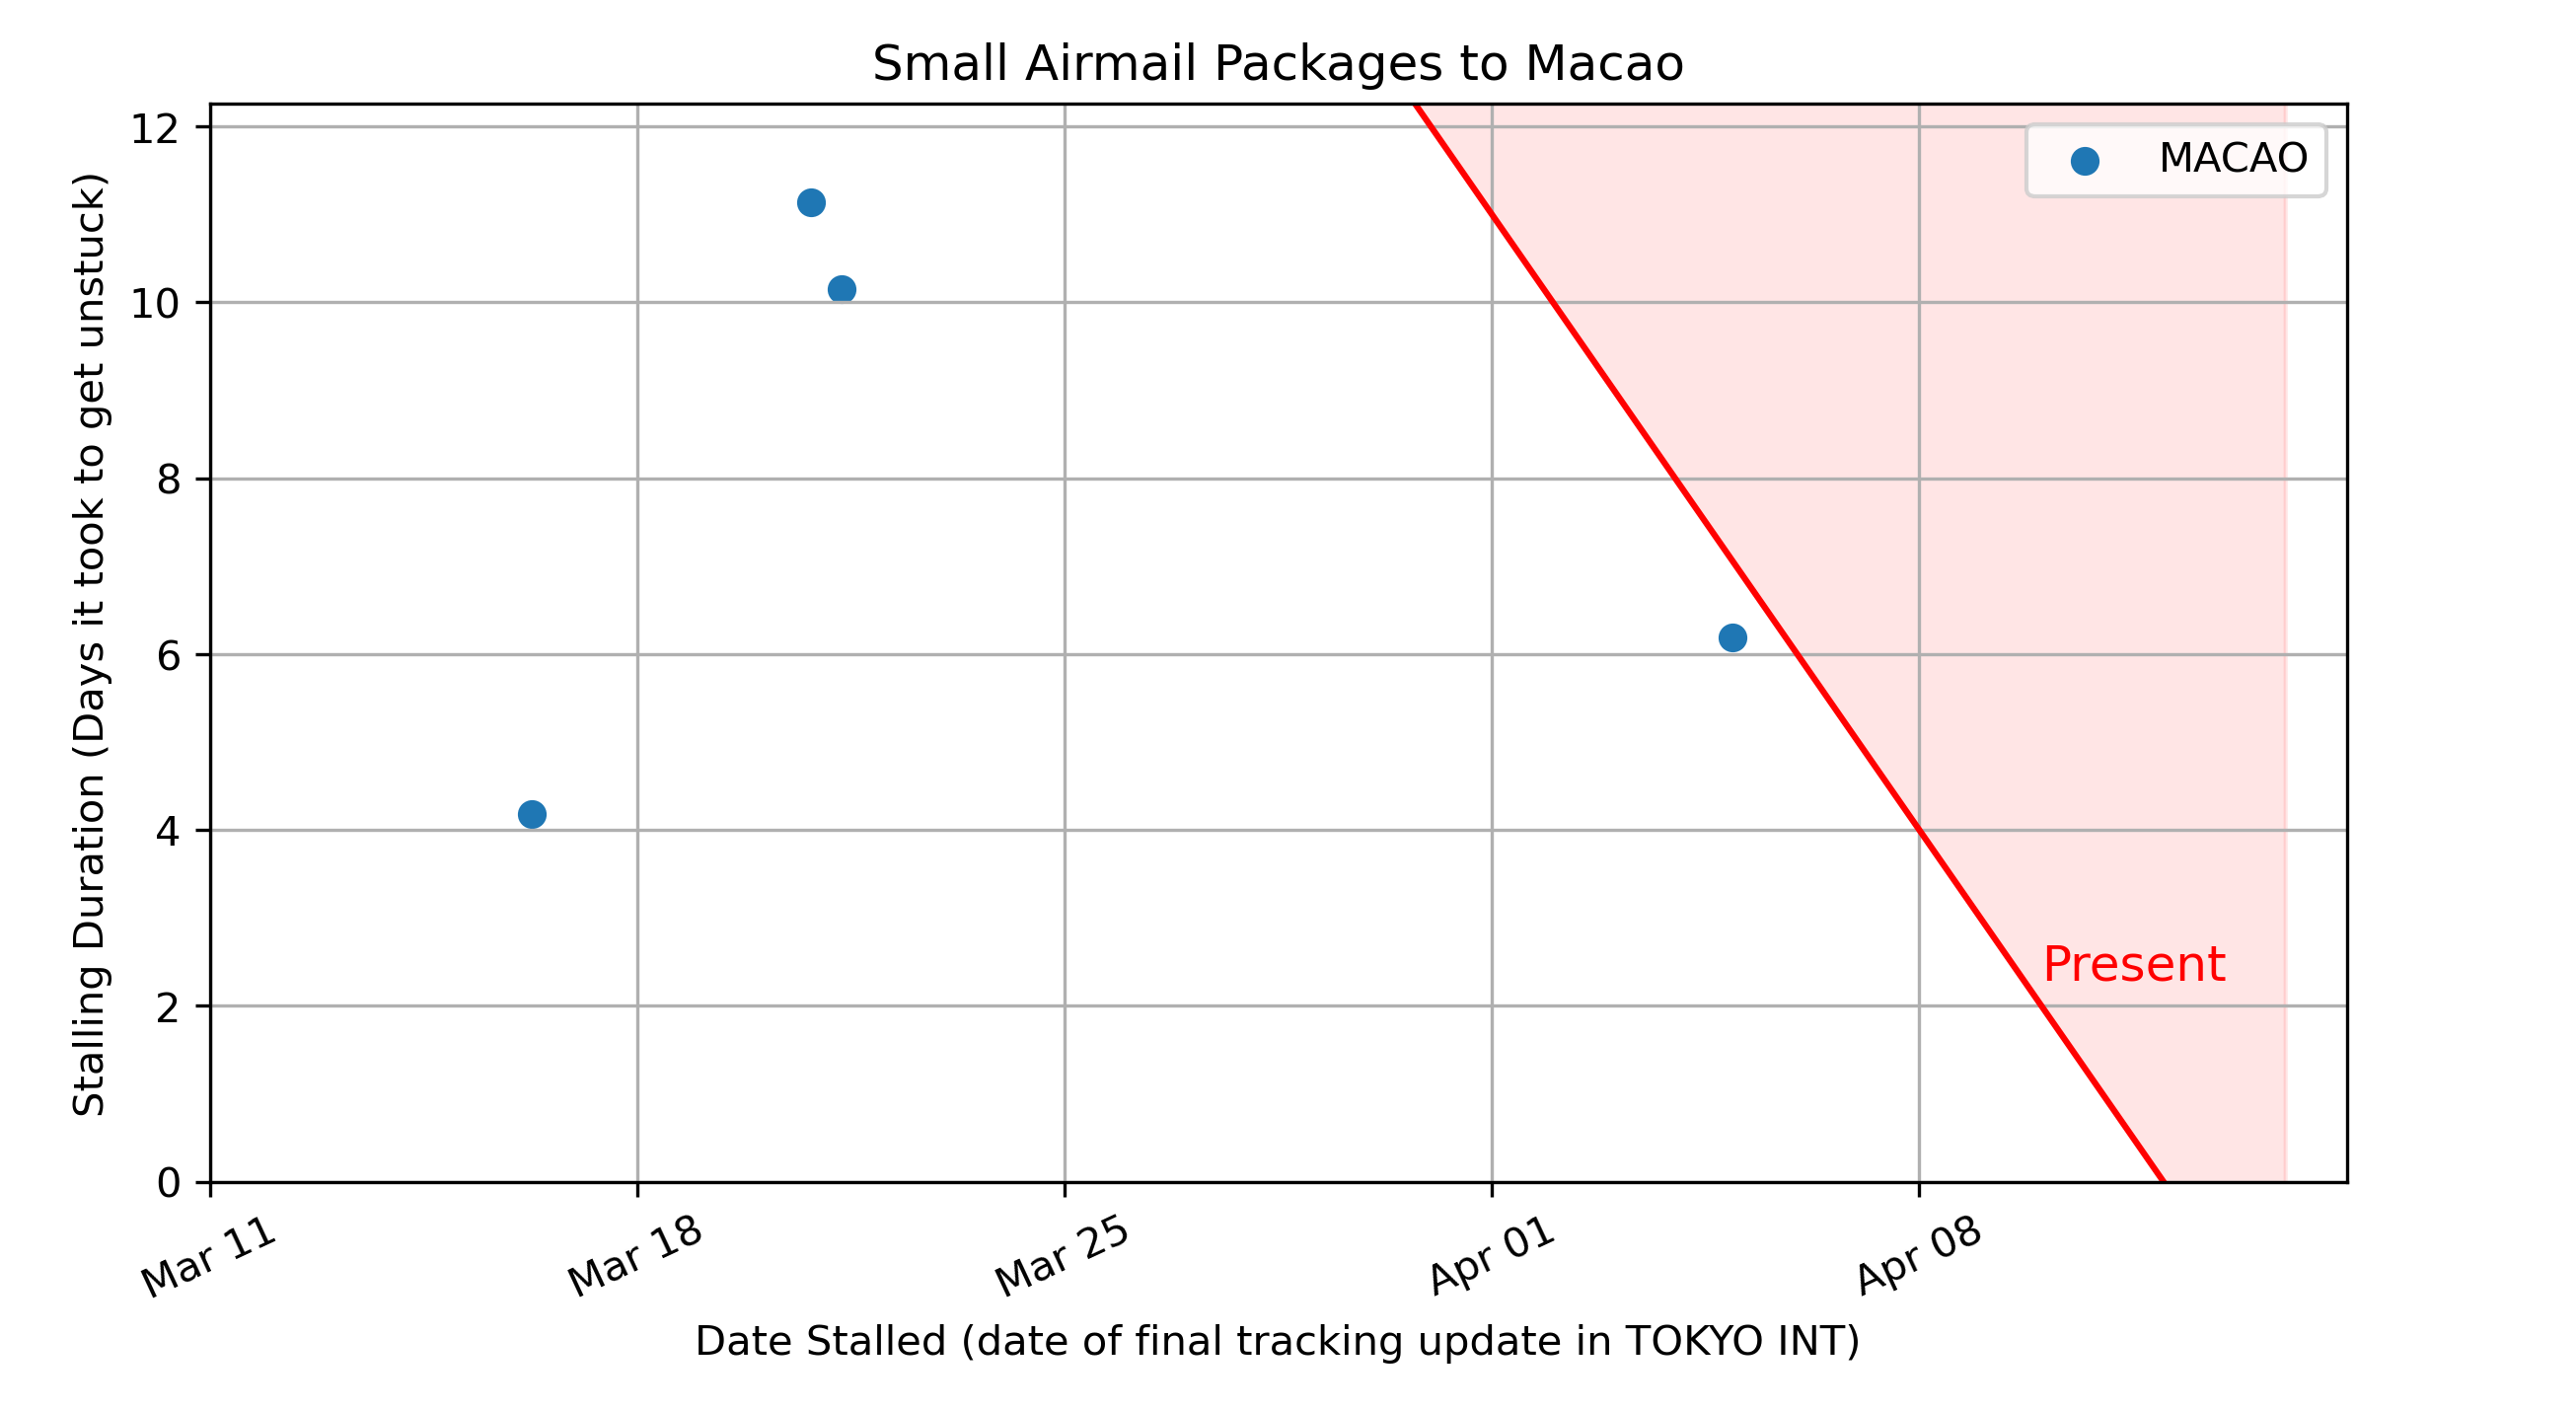 Small Airmail Packages to Macao
MACAO
Stalling Duration (Days it took to get unstuck)
12
10
8
6
4
2
0
Present
Mar 11
Mar 18
Mar 25
Apr 01
Apr 08
Date Stalled (date of final tracking update in TOKYO INT)